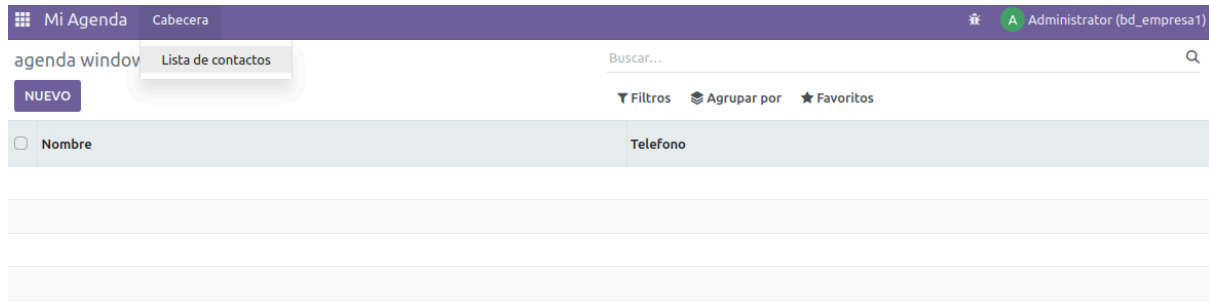 Mi Agenda Cabecera A Administrator (bd_empresa1)
agenda window Lista de contactos Buscar...
NUEVO Filtros Agrupar por Favoritos
Nombre Telefono